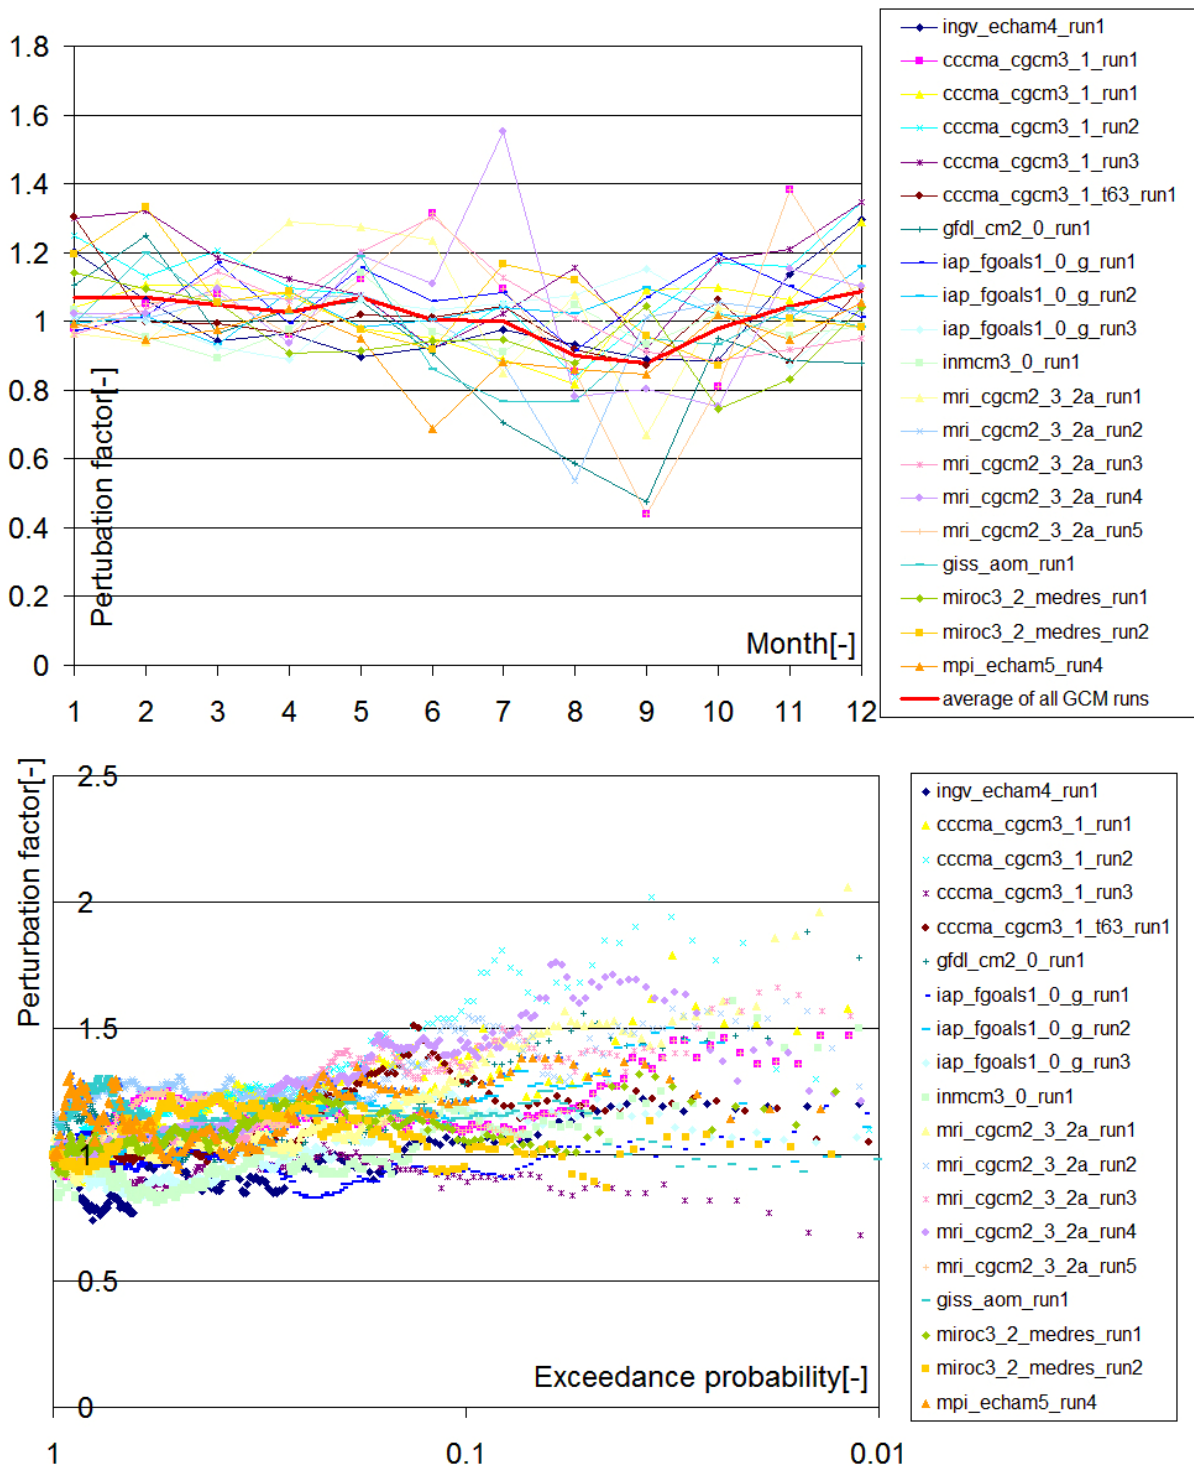 1.8
1.6
1.4
1.2
1
0.8
0.6
0.4
0.2
0
Pertubation factor[-]
Month[-]
1 2 3 4 5 6 7 8 9 10 11 12
ingv_echam4_run1
cccma_cgcm3_1_run1
cccma_cgcm3_1_run1
cccma_cgcm3_1_run2
cccma_cgcm3_1_run3
cccma_cgcm3_1_t63_run1
gfdl_cm2_0_run1
iap_fgoals1_0_g_run1
iap_fgoals1_0_g_run2
iap_fgoals1_0_g_run3
inmcm3_0_run1
mri_cgcm2_3_2a_run1
mri_cgcm2_3_2a_run2
mri_cgcm2_3_2a_run3
mri_cgcm2_3_2a_run4
mri_cgcm2_3_2a_run5
giss_aom_run1
miroc3_2_medres_run1
miroc3_2_medres_run2
mpi_echam5_run4
average of all GCM runs
Perturbation factor[-]
2.5
2
1.5
1
0.5
0
Exceedance probability[-]
1 0.1 0.01
ingv_echam4_run1
cccma_cgcm3_1_run1
cccma_cgcm3_1_run2
cccma_cgcm3_1_run3
cccma_cgcm3_1_t63_run1
gfdl_cm2_0_run1
iap_fgoals1_0_g_run1
iap_fgoals1_0_g_run2
iap_fgoals1_0_g_run3
inmcm3_0_run1
mri_cgcm2_3_2a_run1
mri_cgcm2_3_2a_run2
mri_cgcm2_3_2a_run3
mri_cgcm2_3_2a_run4
mri_cgcm2_3_2a_run5
giss_aom_run1
miroc3_2_medres_run1
miroc3_2_medres_run2
mpi_echam5_run4